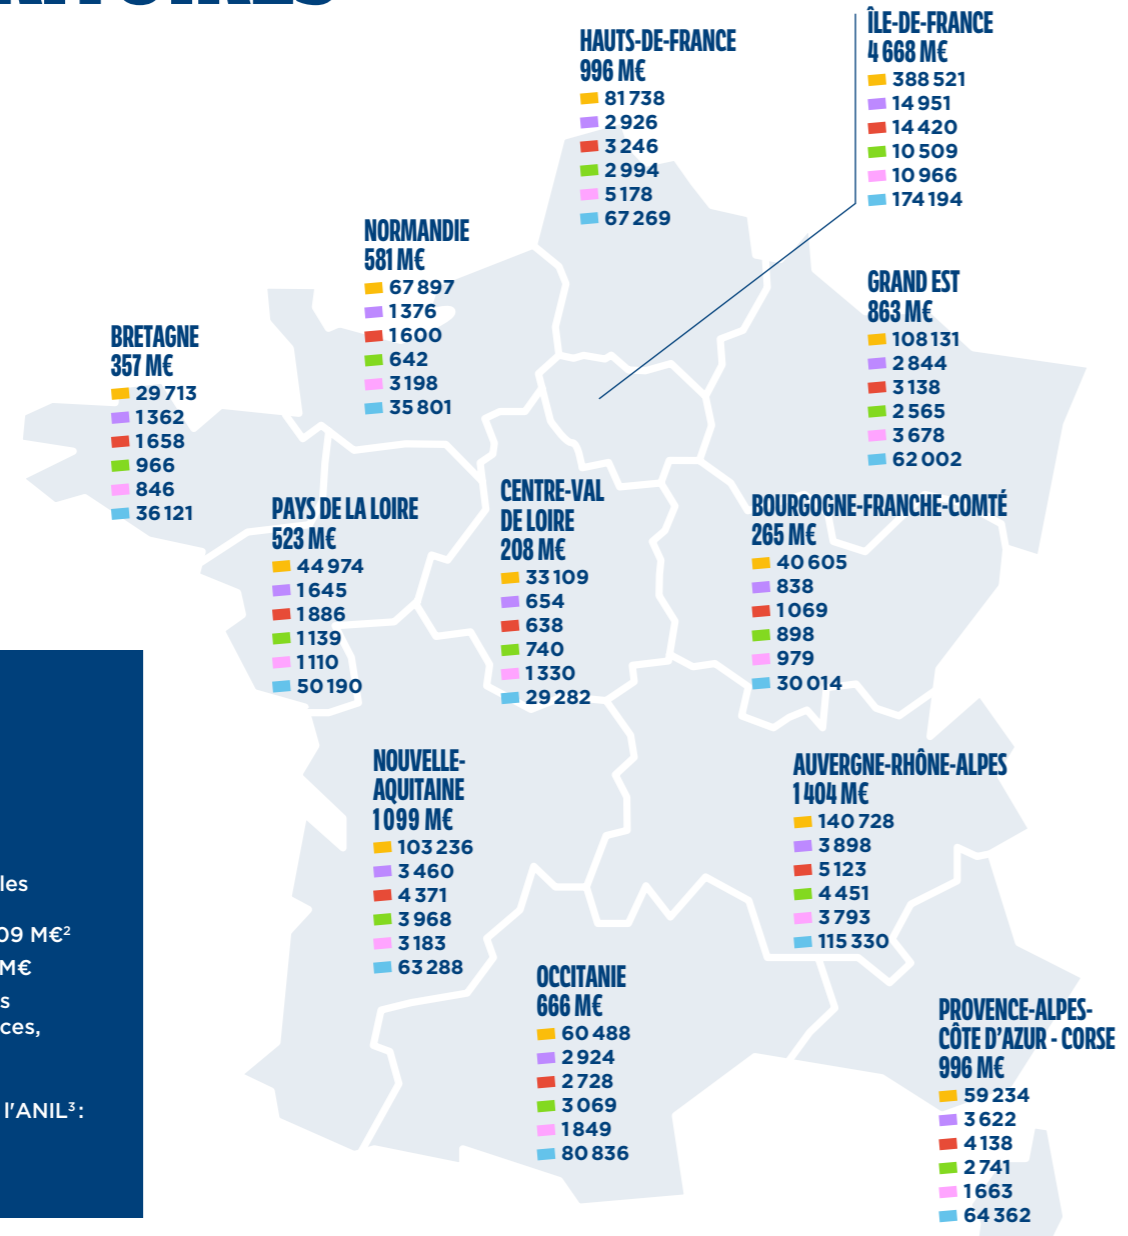 HAUTS-DE-FRANCE
996 M€
81 738
2 926
3 246
2 994
5 178
67 269
ÎLE-DE-FRANCE
4 668 M€
388 521
14 951
14 420
10 509
10 966
174 194
NORMANDIE
581 M€
67 897
1 376
1 600
642
3 198
35 801
GRAND EST
863 M€
108 131
2 844
3 138
2 565
3 678
62 002
BRETAGNE
357 M€
29 713
1 362
1 658
966
846
36 121
PAYS DE LA LOIRE
523 M€
44 974
1 645
1 886
1 139
1 110
50 190
CENTRE-VAL
DE LOIRE
208 M€
33 109
654
638
740
1 330
29 282
BOURGOGNE-FRANCHE-COMTÉ
265 M€
40 605
838
1 069
898
979
30 014
NOUVELLE-
AQUITAINE
1 099 M€
103 236
3 460
4 371
3 968
3 183
63 288
AUVERGNE-RHÔNE-ALPES
1 404 M€
140 728
3 898
5 123
4 451
3 793
115 330
OCCITANIE
666 M€
60 488
2 924
2 728
3 069
1 849
80 836
PROVENCE-ALPES-
CÔTE D'AZUR - CORSE
996 M€
59 234
3 622
4 138
2 741
1 663
64 362
les
09 M€²
M€
s
ces,
l'ANIL³ :